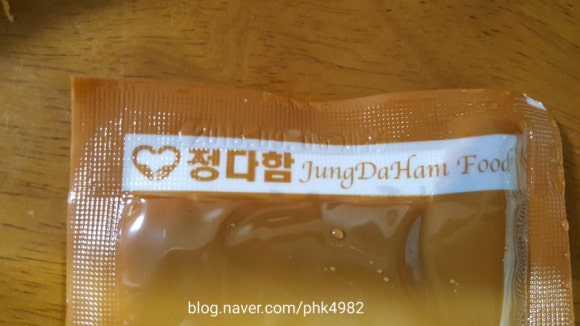 정다함 JungDaHam Food
blog.naver.com/phk4982